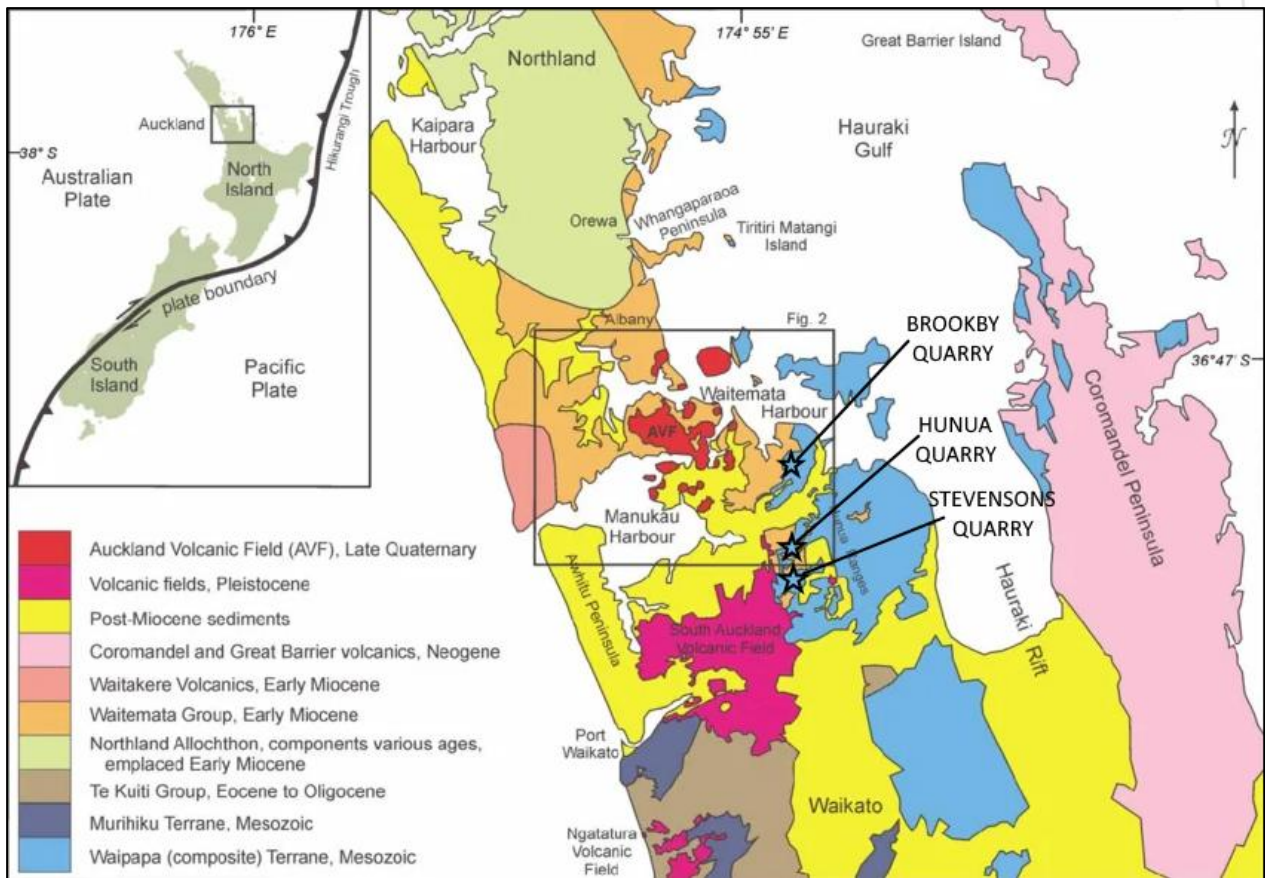 176° E
38° S
Auckland
North
Island
Hikurangi Trough
Australian
Plate
plate boundary
South
Island
Pacific
Plate
174° 55' E
Great Barrier Island
Northland
Kaipara
Harbour
Hauraki
Gulf
N
Orewa
Whangaparaoa
Peninsula
Tiritiri Matangi
Island
Albany
Fig. 2
BROOKBY
QUARRY
36°47' S
Waitemata
Harbour
AVF
HUNUA
QUARRY
Coromandel Peninsula
STEVENSONS
QUARRY
Manukau
Harbour
Hunua Ranges
Awhitu Peninsula
Hauraki
Rift
South Auckland
Volcanic Field
Port
Waikato
Waikato
Ngatatura
Volcanic
Field
Auckland Volcanic Field (AVF), Late Quaternary
Volcanic fields, Pleistocene
Post-Miocene sediments
Coromandel and Great Barrier volcanics, Neogene
Waitakere Volcanics, Early Miocene
Waitemata Group, Early Miocene
Northland Allochthon, components various ages,
emplaced Early Miocene
Te Kuiti Group, Eocene to Oligocene
Murihiku Terrane, Mesozoic
Waipapa (composite) Terrane, Mesozoic